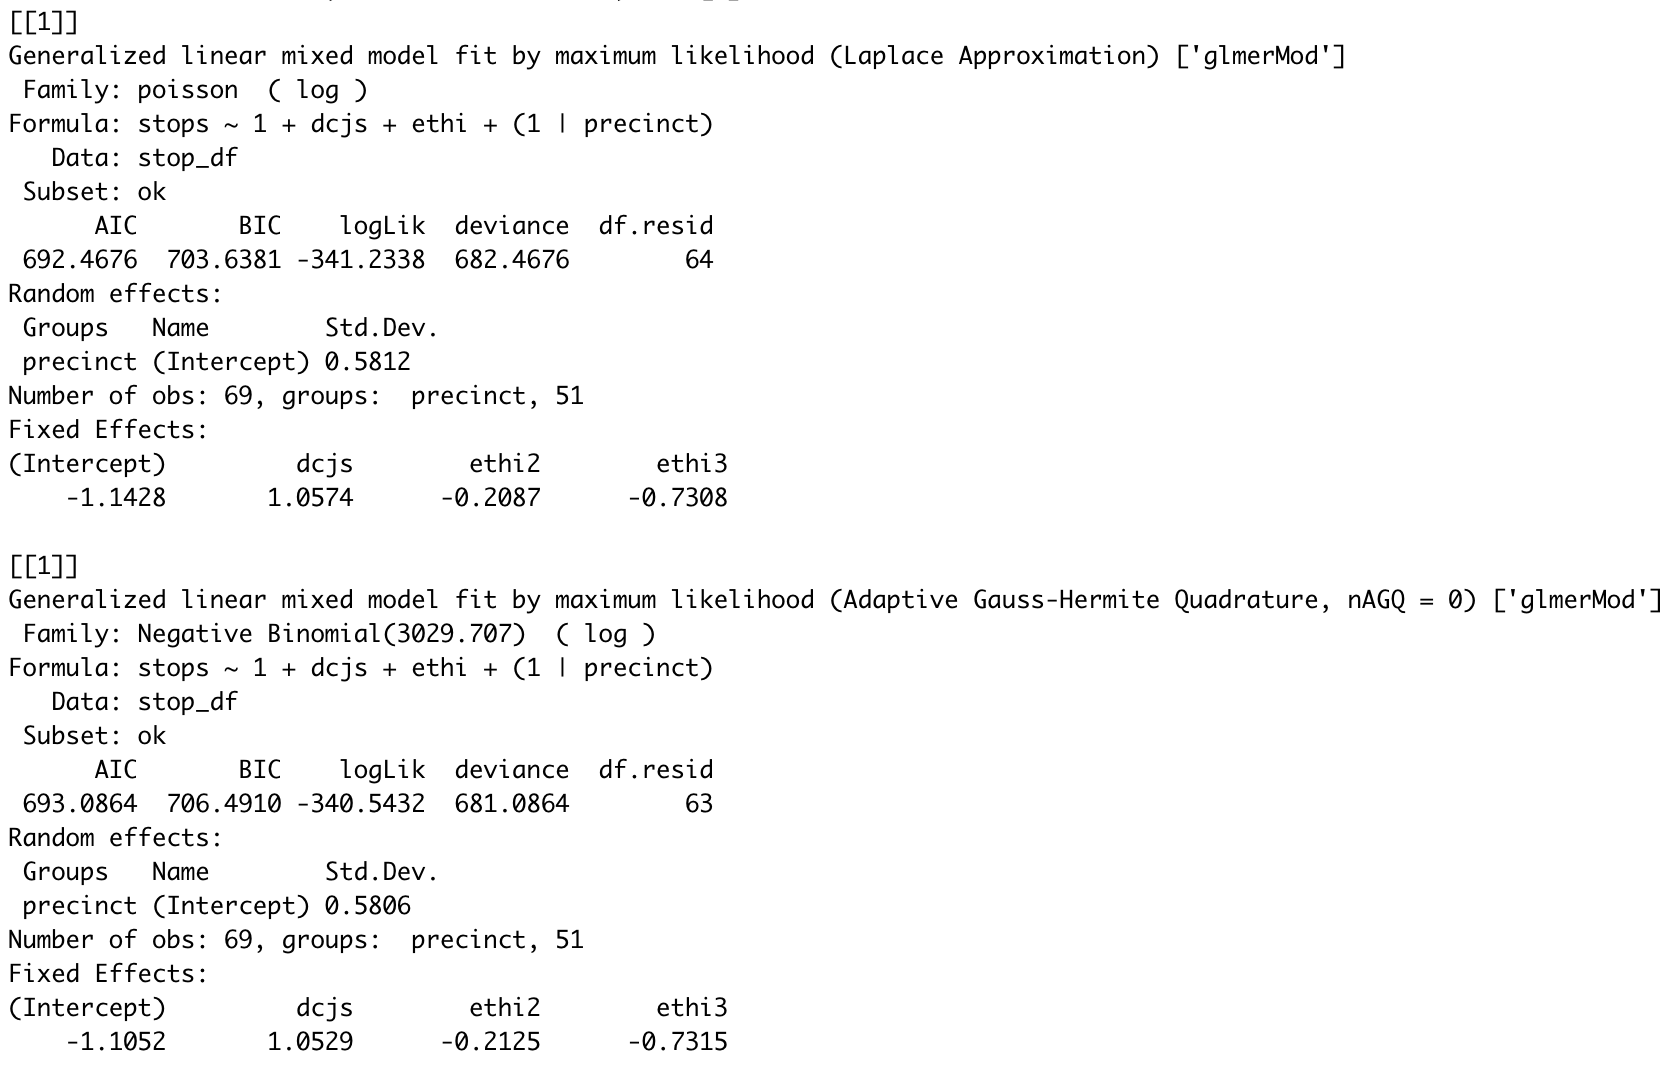 [[1]]
Generalized linear mixed model fit by maximum likelihood (Laplace Approximation) ['glmerMod']
 Family: poisson  ( log )
Formula: stops ~ 1 + dcjs + ethi + (1 | precinct)
   Data: stop_df
 Subset: ok
      AIC       BIC    logLik  deviance  df.resid
 692.4676  703.6381 -341.2338  682.4676        64
Random effects:
 Groups   Name        Std.Dev.
 precinct (Intercept) 0.5812
Number of obs: 69, groups:  precinct, 51
Fixed Effects:
(Intercept)         dcjs        ethi2        ethi3
    -1.1428       1.0574      -0.2087      -0.7308
[[1]]
Generalized linear mixed model fit by maximum likelihood (Adaptive Gauss-Hermite Quadrature, nAGQ = 0) ['glmerMod']
 Family: Negative Binomial(3029.707)  ( log )
Formula: stops ~ 1 + dcjs + ethi + (1 | precinct)
   Data: stop_df
 Subset: ok
      AIC       BIC    logLik  deviance  df.resid
 693.0864  706.4910 -340.5432  681.0864        63
Random effects:
 Groups   Name        Std.Dev.
 precinct (Intercept) 0.5806
Number of obs: 69, groups:  precinct, 51
Fixed Effects:
(Intercept)         dcjs        ethi2        ethi3
    -1.1052       1.0529      -0.2125      -0.7315